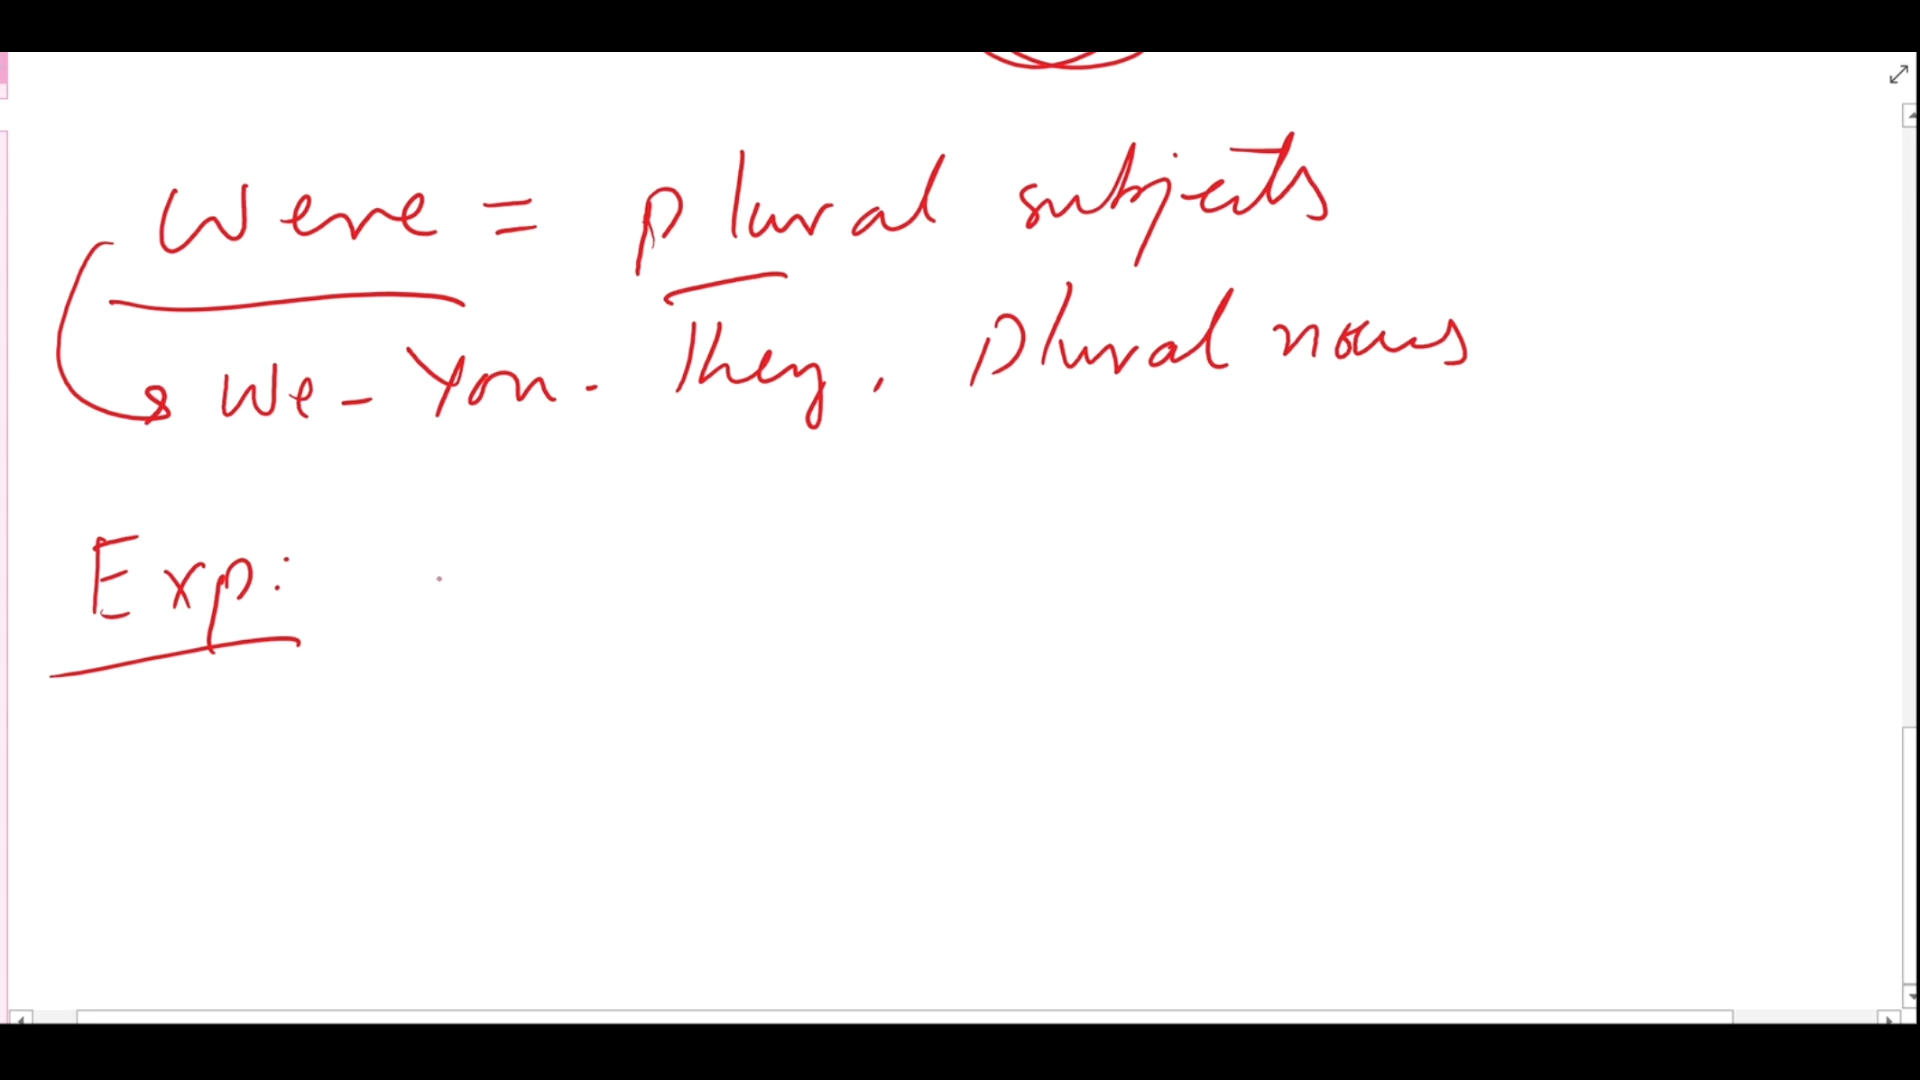 Were = plural subjects
We - You - They, Plural nouns
Exp: